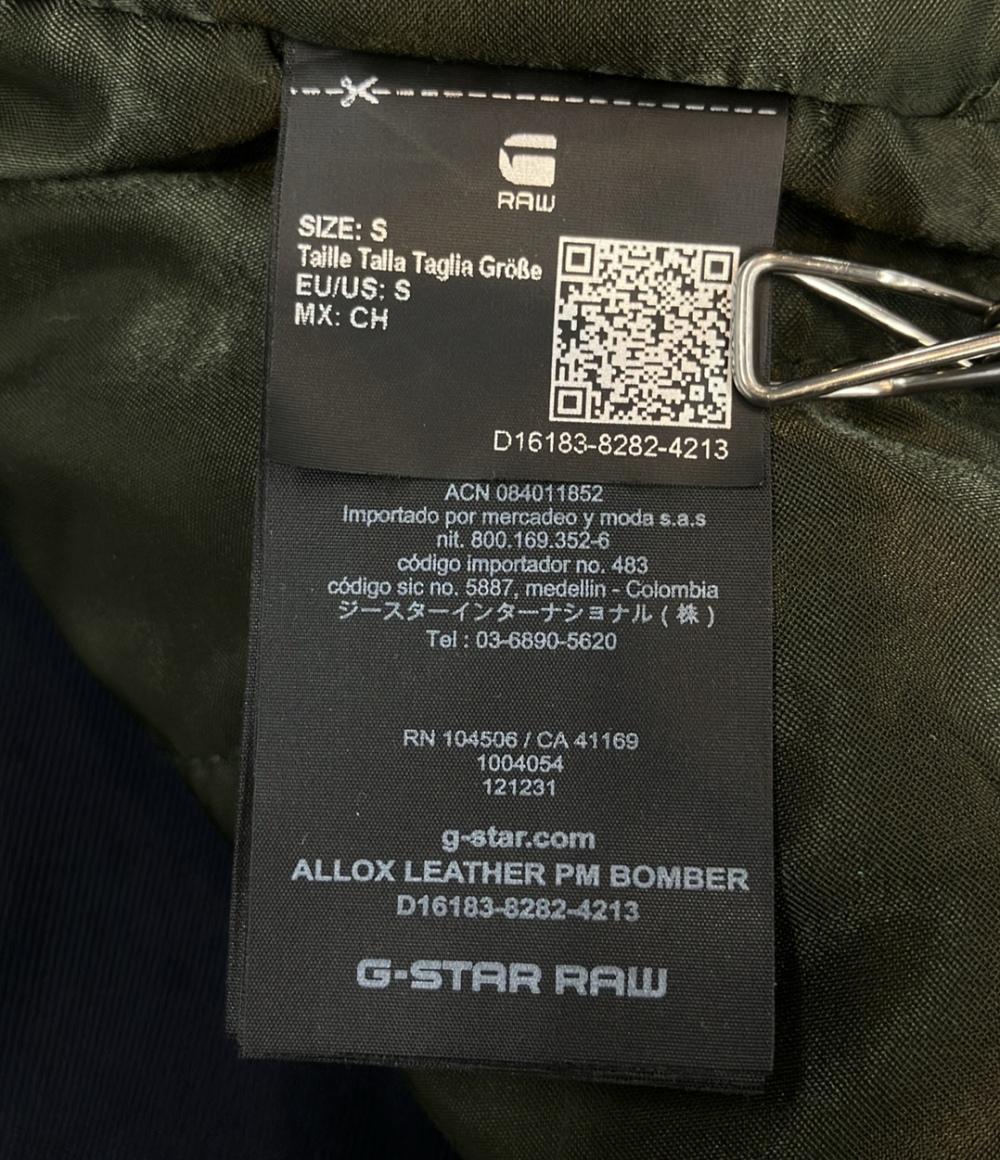 RAW
SIZE: S
Taille Talla Taglia Größe
EU/US: S
MX: CH
D16183-8282-4213
ACN 084011852
Importado por mercadeo y moda s.a.s
nit. 800.169.352-6
código importador no. 483
código sic no. 5887, medellin - Colombia
ジースターインターナショナル ( 株 )
Tel : 03-6890-5620
RN 104506 / CA 41169
1004054
121231
g-star.com
ALLOX LEATHER PM BOMBER
D16183-8282-4213
G-STAR RAW